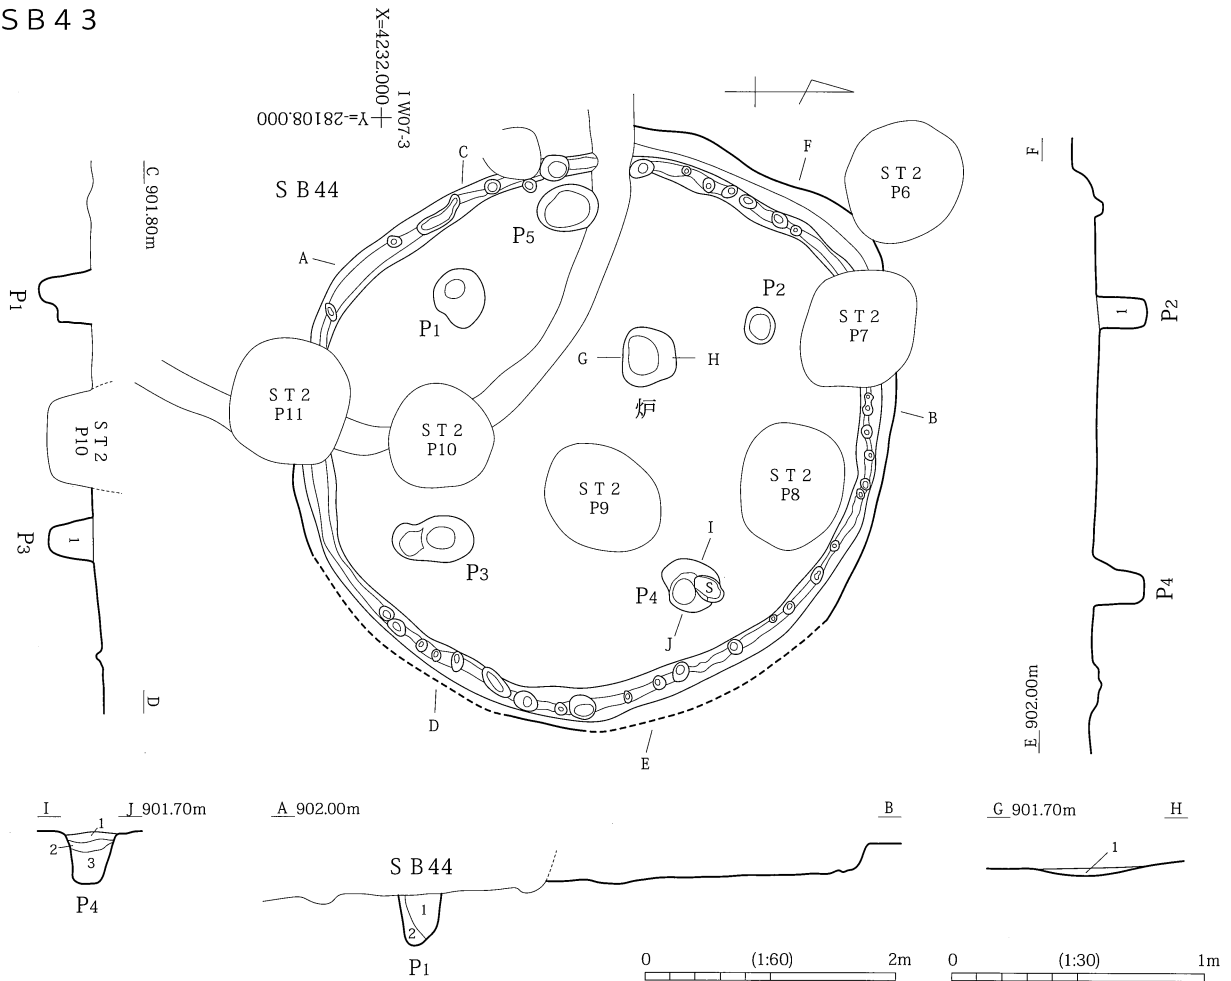 SB43
X=4232.000
IW07-3
Y=-28108.000
C
F
SB44
ST2
P6
C 901.80m
F
P5
A
P1
P2
P1
P2
1
ST2
P7
G
H
炉
ST2
P11
B
ST2
P10
ST2
P10
ST2
P9
ST2
P8
I
P3
1
P3
P4
S
P4
J
D
D
E
E 902.00m
I
J 901.70m
1
2
3
P4
A 902.00m
B
SB44
1
2
P1
G 901.70m
H
1
0 (1:60) 2m
0 (1:30) 1m